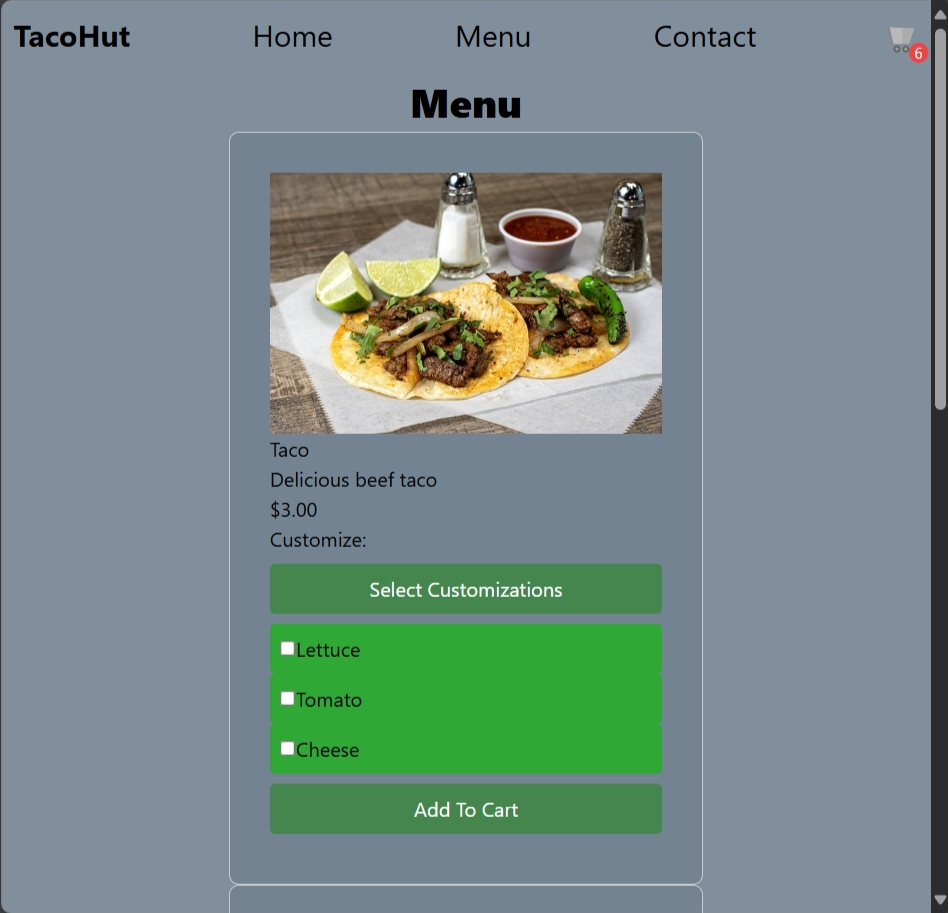 TacoHut Home Menu Contact 6
Menu
Taco
Delicious beef taco
$3.00
Customize:
Select Customizations
Lettuce
Tomato
Cheese
Add To Cart